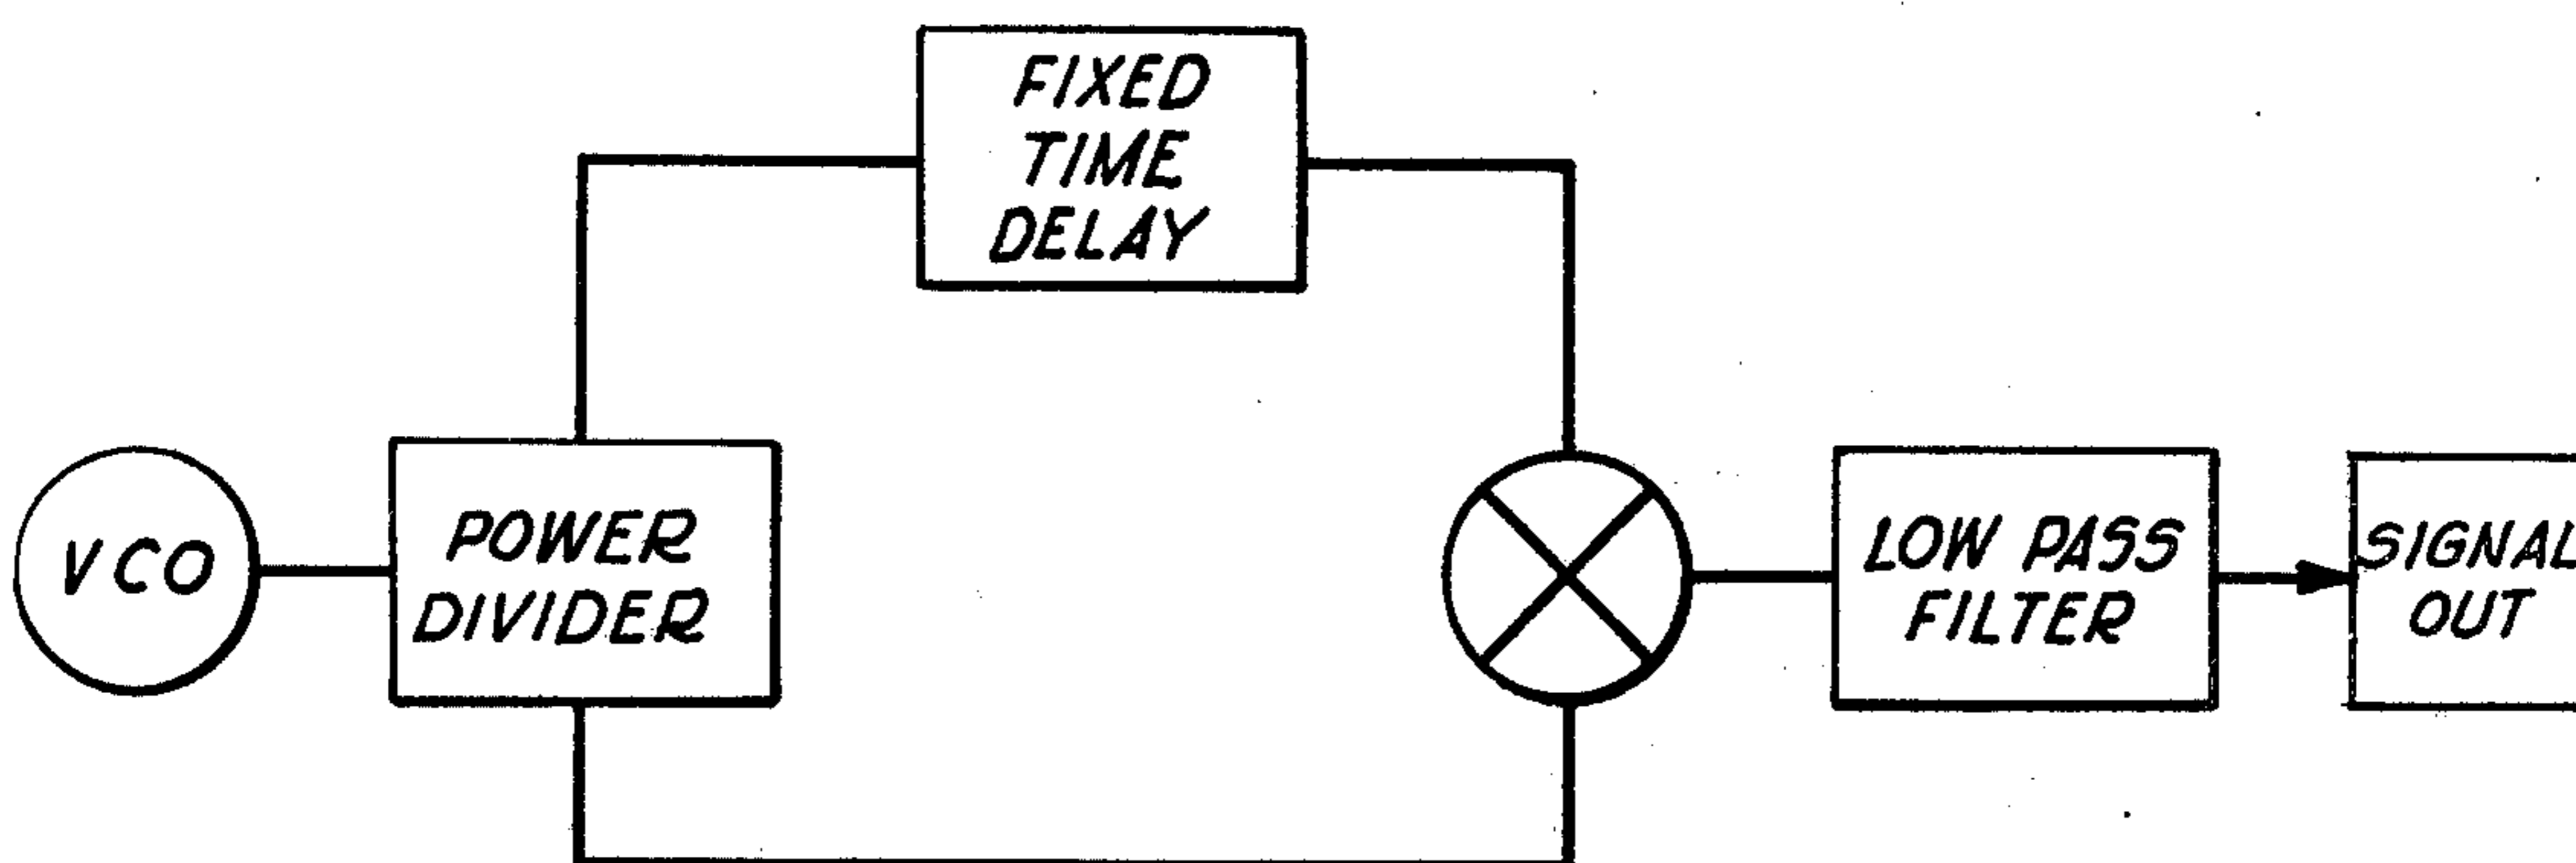 FIXED
TIME
DELAY
VCO
POWER
DIVIDER
LOW PASS
FILTER
SIGNAL
OUT